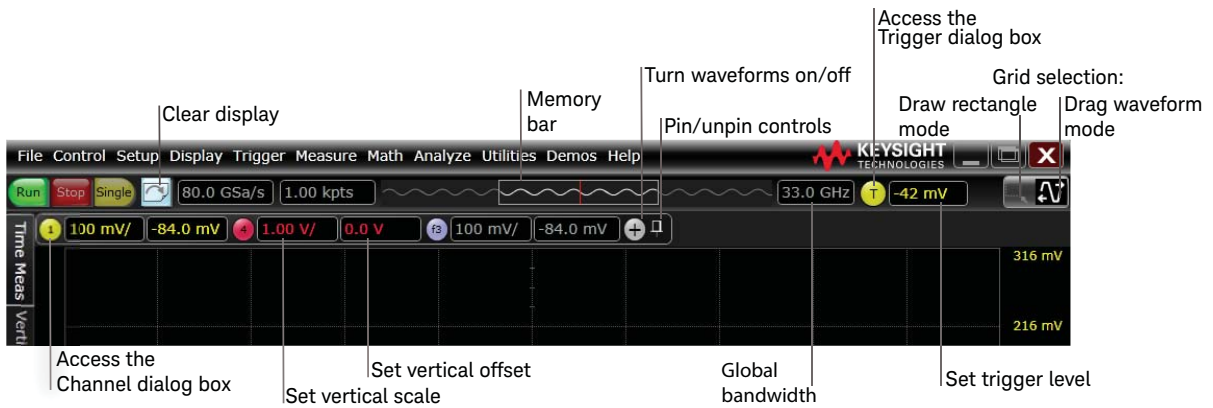 Access the
Trigger dialog box
Turn waveforms on/off
Grid selection:
Clear display
Memory
bar
Pin/unpin controls
Draw rectangle
mode
Drag waveform
mode
File Control Setup Display Trigger Measure Math Analyze Utilities Demos Help
KEYSIGHT
TECHNOLOGIES
X
Run Stop Single 80.0 GSa/s 1.00 kpts 33.0 GHz T -42 mV
1 100 mV/ -84.0 mV 4 1.00 V/ 0.0 V f3 100 mV/ -84.0 mV +
Time Meas
Verti
316 mV
216 mV
Access the
Channel dialog box
Set vertical scale
Set vertical offset
Global
bandwidth
Set trigger level